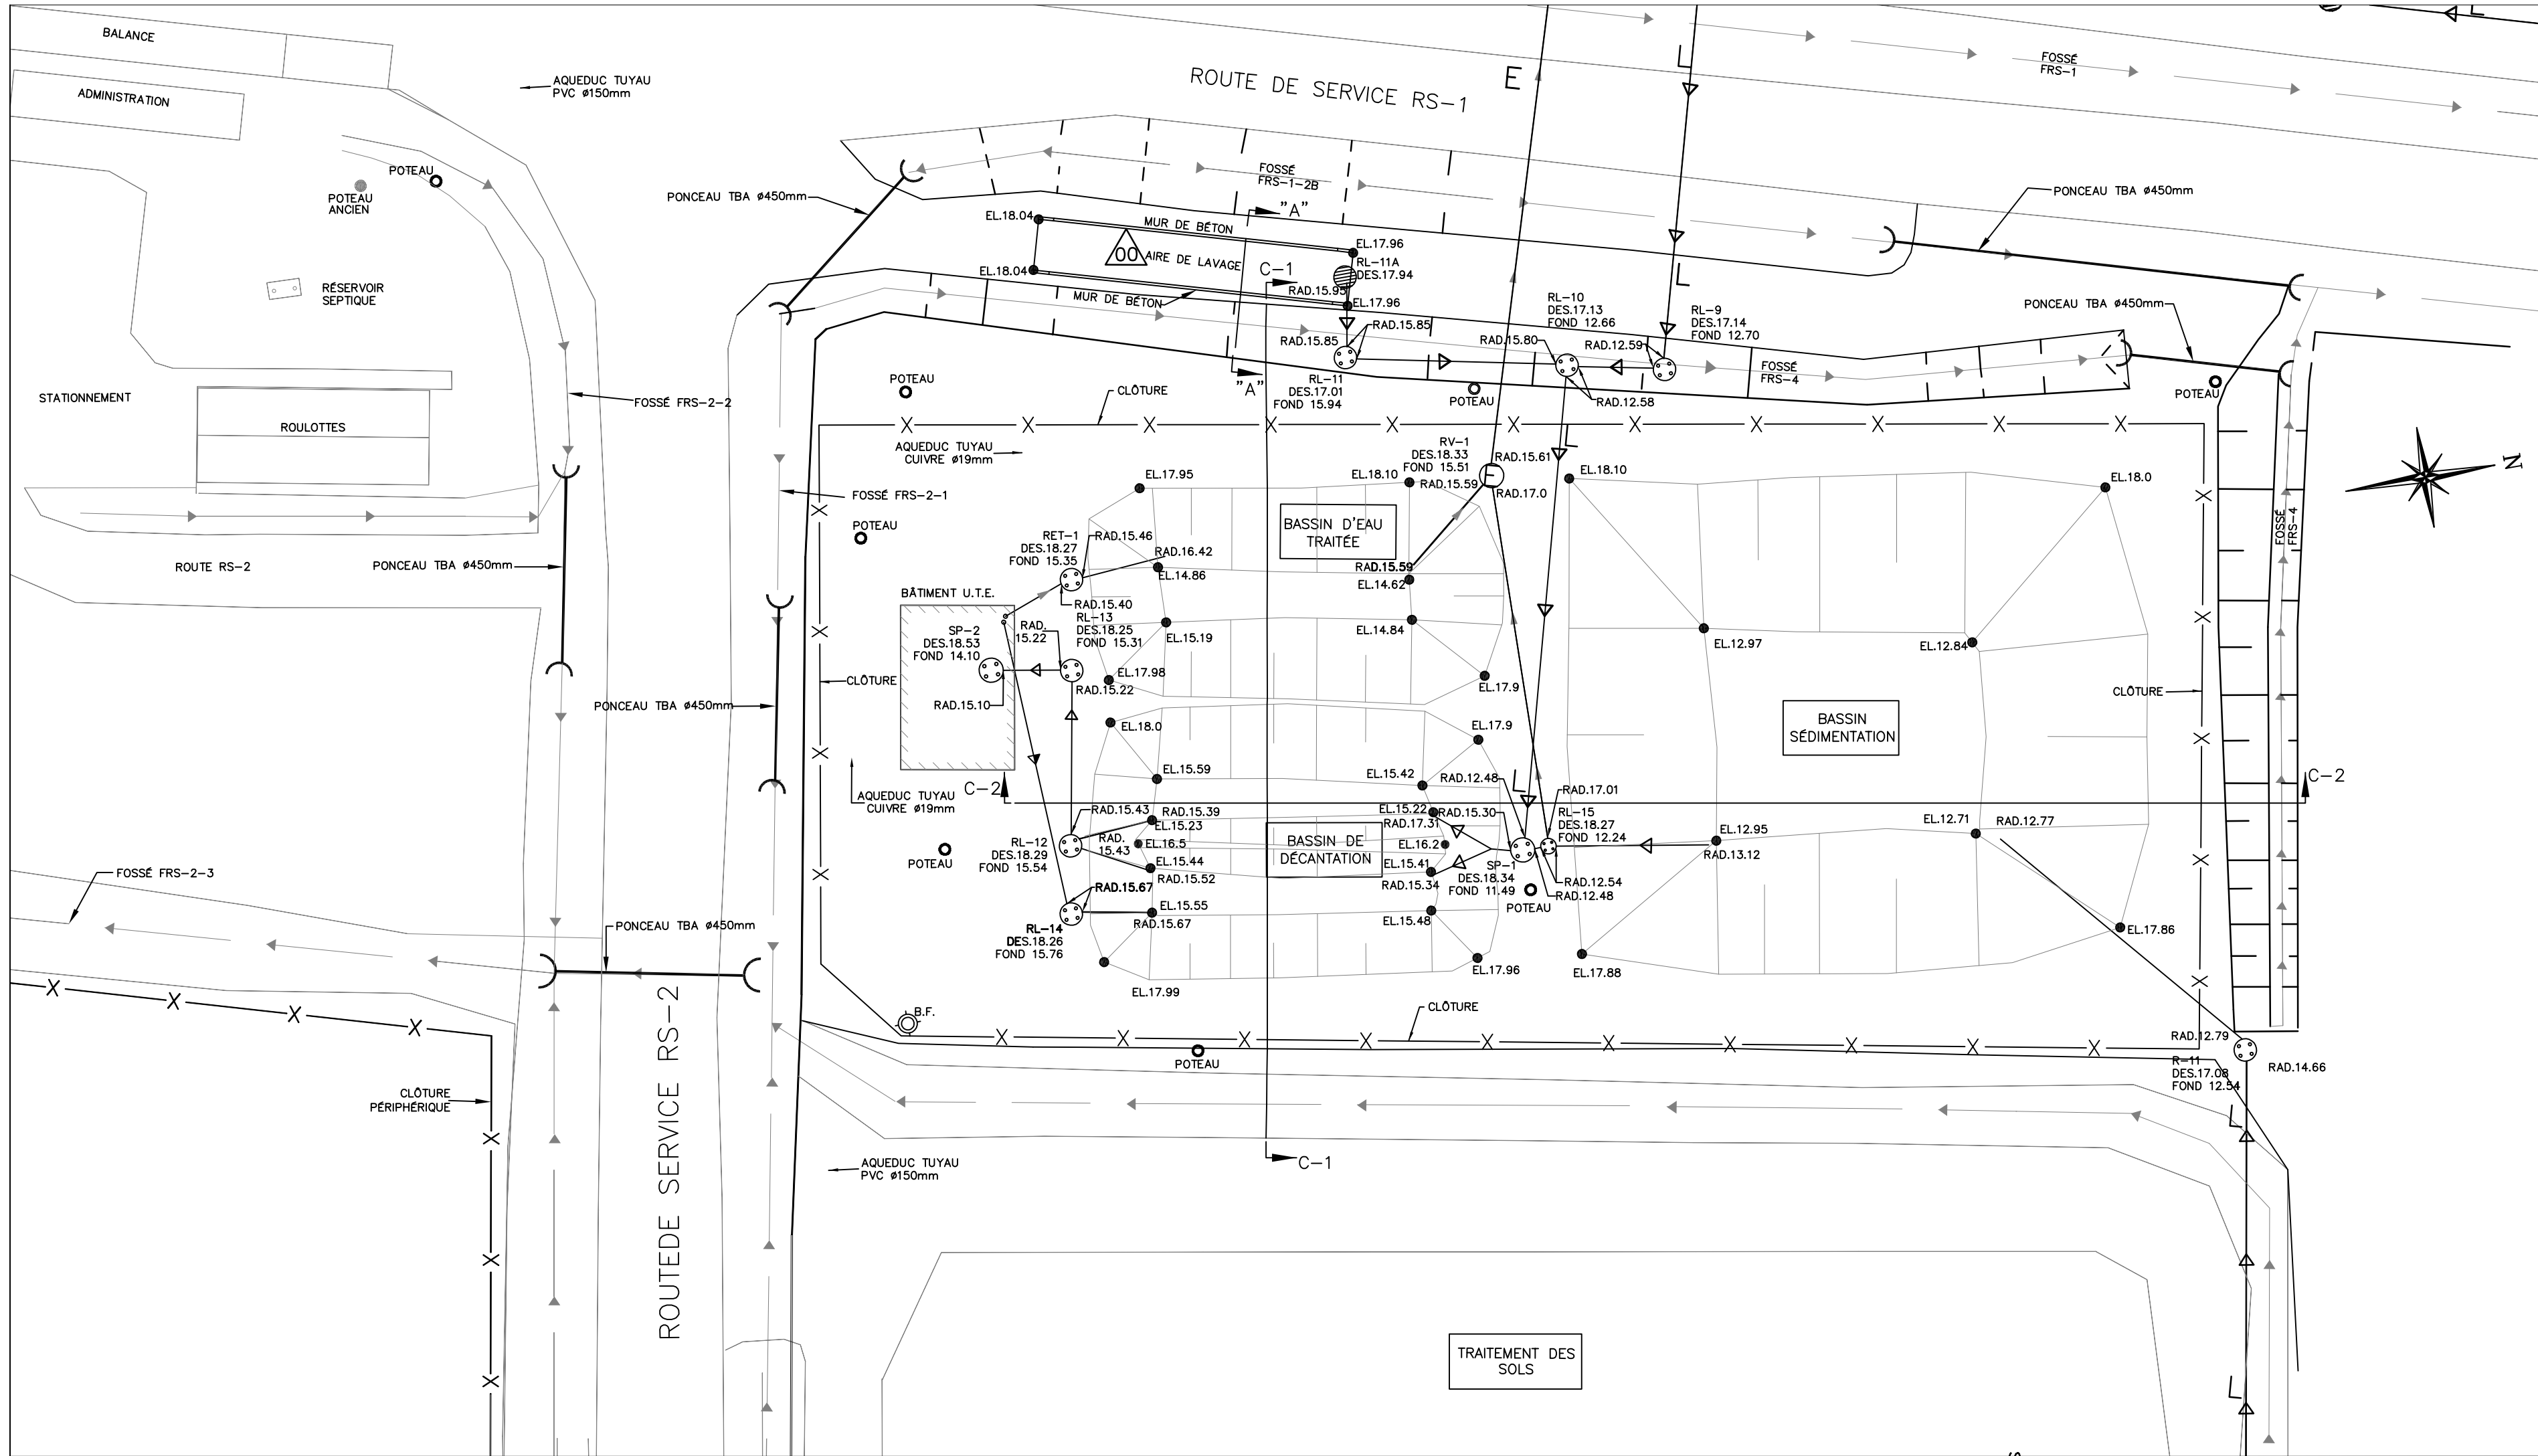 BALANCE
ADMINISTRATION
AQUEDUC TUYAU
PVC ø150mm
ROUTE DE SERVICE RS-1
E
L
L
FOSSÉ
FRS-1
POTEAU
POTEAU
ANCIEN
RÉSERVOIR
SEPTIQUE
PONCEAU TBA ø450mm
FOSSÉ
FRS-1-2B
PONCEAU TBA ø450mm
"A"
EL.18.04
MUR DE BÉTON
00
AIRE DE LAVAGE
EL.17.96
RL-11A
DES.17.94
C-1
EL.18.04
MUR DE BÉTON
RAD.15.95
EL.17.96
L
RL-10
DES.17.13
FOND 12.66
RL-9
DES.17.14
FOND 12.70
PONCEAU TBA ø450mm
RAD.15.85
RAD.15.85
RAD.15.80
RAD.12.59
FOSSÉ
FRS-4
RL-11
DES.17.01
FOND 15.94
"A"
POTEAU
RAD.12.58
POTEAU
POTEAU
CLÔTURE
STATIONNEMENT
ROULOTTES
FOSSÉ FRS-2-2
AQUEDUC TUYAU
CUIVRE ø19mm
RV-1
DES.18.33
FOND 15.51
L
RAD.15.61
N
EL.17.95
EL.18.10
RAD.15.59
E
RAD.17.0
EL.18.10
EL.18.0
FOSSÉ FRS-2-1
POTEAU
BASSIN D'EAU
TRAITÉE
FOSSÉ
FRS-4
RET-1
DES.18.27
FOND 15.35
RAD.15.46
RAD.16.42
EL.14.86
RAD.15.59
EL.14.62
ROUTE RS-2
PONCEAU TBA ø450mm
BÂTIMENT U.T.E.
RAD.15.40
RL-13
DES.18.25
FOND 15.31
SP-2
DES.18.53
FOND 14.10
RAD.
15.22
EL.15.19
EL.14.84
EL.12.97
EL.12.84
CLÔTURE
EL.17.98
RAD.15.22
EL.17.9
CLÔTURE
PONCEAU TBA ø450mm
RAD.15.10
EL.18.0
EL.17.9
BASSIN
SÉDIMENTATION
EL.15.59
EL.15.42
RAD.12.48
L
C-2
AQUEDUC TUYAU
CUIVRE ø19mm
C-2
RAD.15.43
RAD.15.39
EL.15.23
EL.15.22
RAD.15.30
RAD.17.31
RAD.17.01
RL-15
DES.18.27
FOND 12.24
EL.12.71
RAD.12.77
POTEAU
RL-12
DES.18.29
FOND 15.54
RAD.
15.43
EL.16.5
BASSIN DE
DÉCANTATION
EL.16.2
EL.12.95
RAD.13.12
EL.15.44
RAD.15.52
EL.15.41
RAD.15.34
SP-1
DES.18.34
FOND 11.49
RAD.12.54
RAD.12.48
POTEAU
FOSSÉ FRS-2-3
RAD.15.67
EL.15.55
RAD.15.67
EL.15.48
EL.17.86
PONCEAU TBA ø450mm
RL-14
DES.18.26
FOND 15.76
EL.17.99
EL.17.96
EL.17.88
B.F.
CLÔTURE
RAD.12.79
R-11
DES.17.08
FOND 12.54
RAD.14.66
POTEAU
CLÔTURE
PÉRIPHÉRIQUE
ROUTEDE SERVICE RS-2
L
AQUEDUC TUYAU
PVC ø150mm
C-1
TRAITEMENT DES
SOLS
L